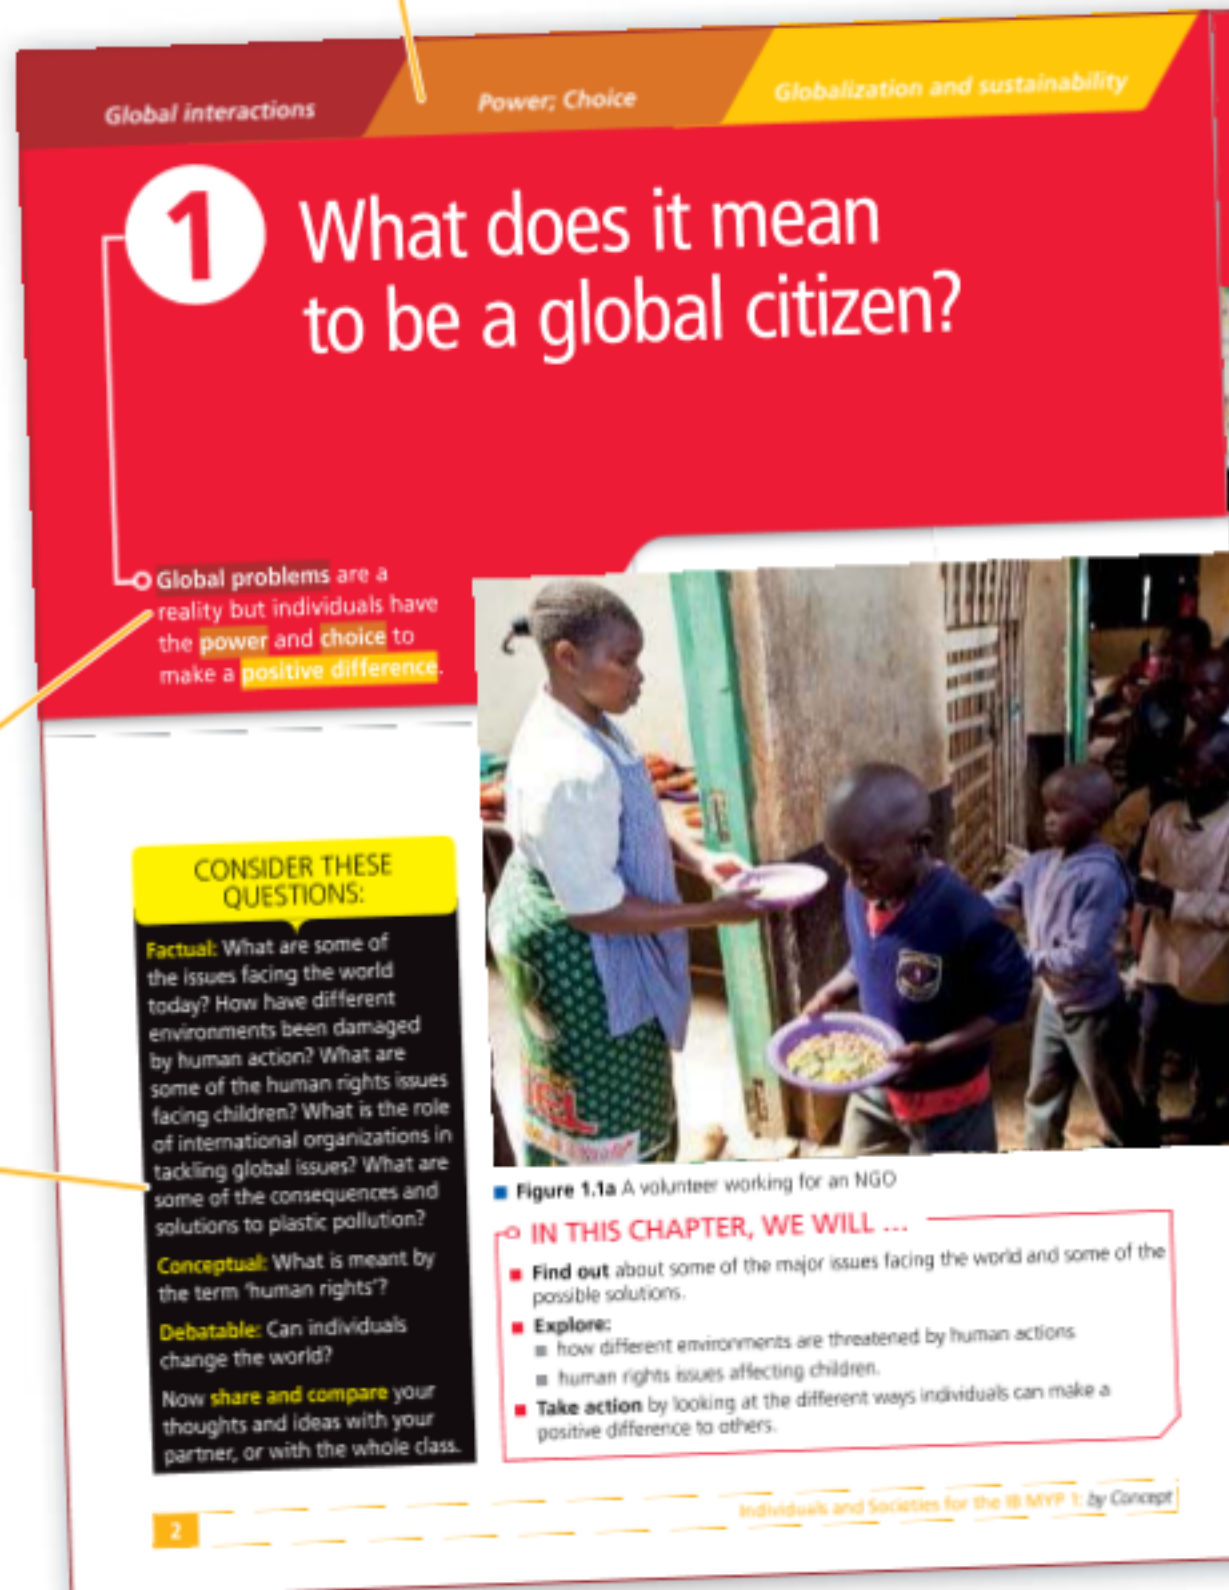 Global interactions
Power; Choice
Globalization and sustainability
1
What does it mean
to be a global citizen?
Global problems are a
reality but individuals have
the power and choice to
make a positive difference.
CONSIDER THESE
QUESTIONS:
Factual: What are some of
the issues facing the world
today? How have different
environments been damaged
by human action? What are
some of the human rights issues
facing children? What is the role
of international organizations in
tackling global issues? What are
some of the consequences and
solutions to plastic pollution?
Conceptual: What is meant by
the term 'human rights'?
Debatable: Can individuals
change the world?
Now share and compare your
thoughts and ideas with your
partner, or with the whole class.
■ Figure 1.1a A volunteer working for an NGO
IN THIS CHAPTER, WE WILL ...
■ Find out about some of the major issues facing the world and some of the
possible solutions.
■ Explore:
■ how different environments are threatened by human actions
■ human rights issues affecting children.
■ Take action by looking at the different ways individuals can make a
positive difference to others.
2
Individuals and Societies for the IB MYP 1: by Concept